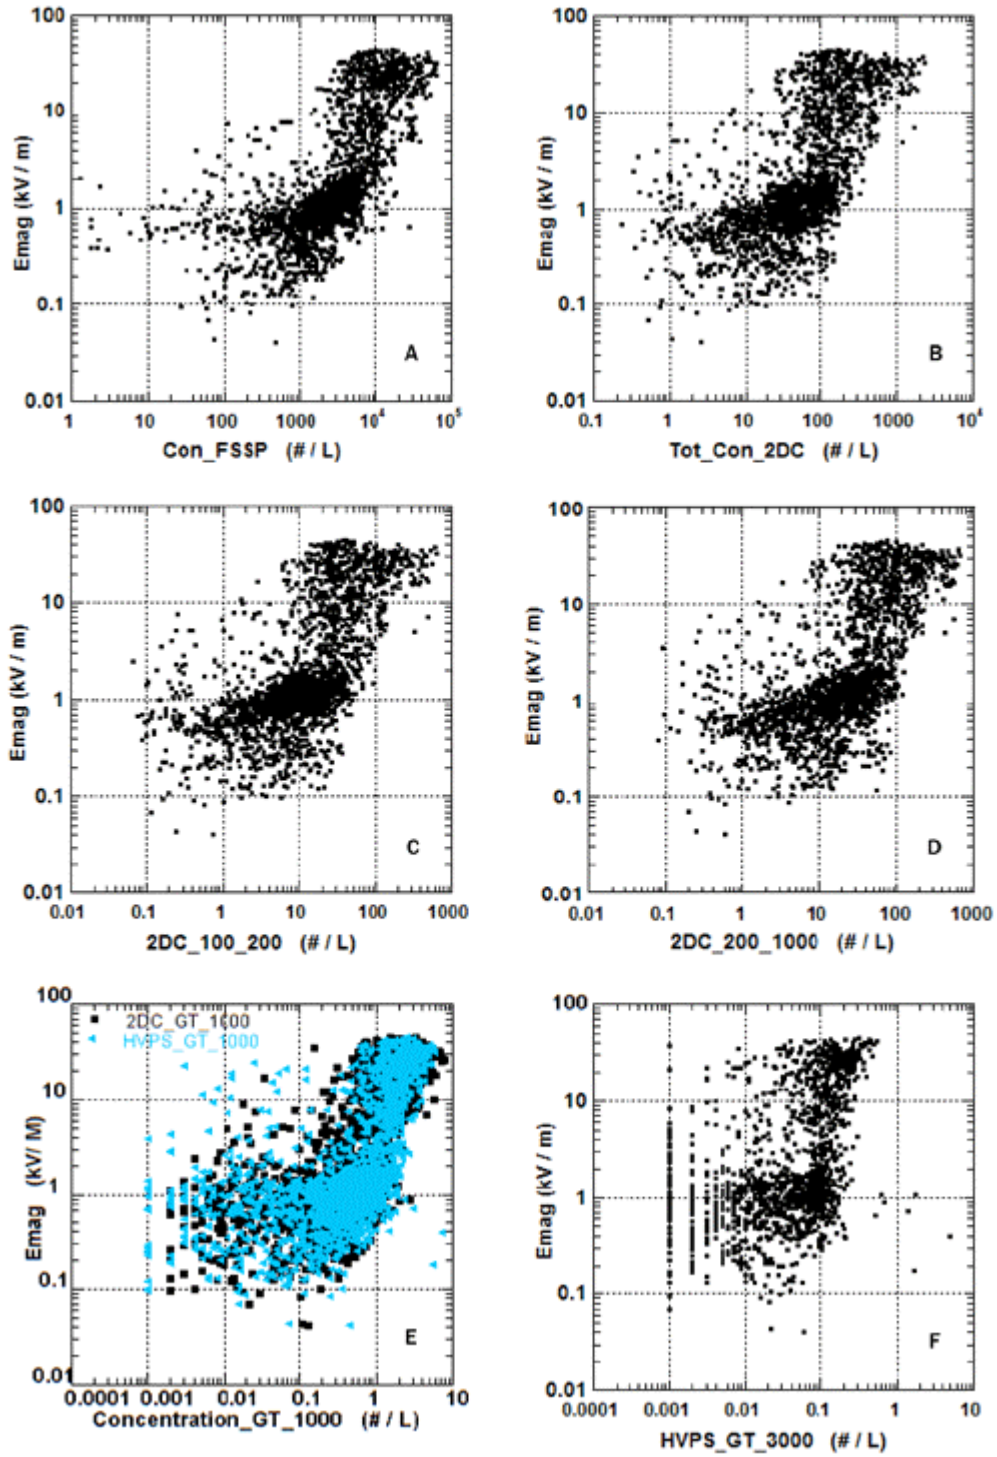 100
10
1
0.1
0.01
Emag (kV / m)
A
1 10 100 1000 10⁴ 10⁵
Con_FSSP (# / L)
100
10
1
0.1
0.01
Emag (kV / m)
B
0.1 1 10 100 1000 10⁴
Tot_Con_2DC (# / L)
100
10
1
0.1
0.01
Emag (kV / m)
C
0.01 0.1 1 10 100 1000
2DC_100_200 (# / L)
100
10
1
0.1
0.01
Emag (kV / m)
D
0.01 0.1 1 10 100 1000
2DC_200_1000 (# / L)
100
10
1
0.1
0.01
Emag (kV/ M)
2DC_GT_1000
HVPS_GT_1000
E
0.0001 0.001 0.01 0.1 1 10
Concentration_GT_1000 (# / L)
100
10
1
0.1
0.01
Emag (kV / m)
F
0.0001 0.001 0.01 0.1 1 10
HVPS_GT_3000 (# / L)